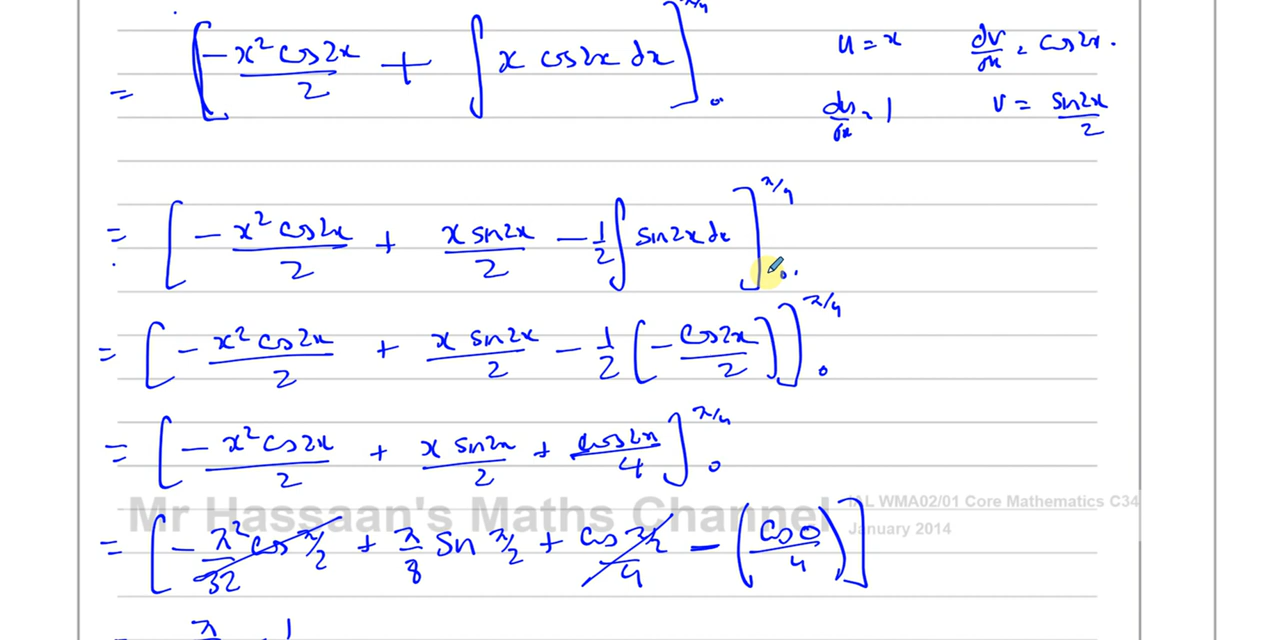 = [ -x²cos2x/2 + ∫ x cos2x dx ]₀^π/4
u = x   dv/dx = cos2x.
du/dx = 1   v = sin2x/2
= [ - x²cos2x/2 + x sin2x/2 - 1/2 ∫ sin2x dx ]₀^π/4
= [ - x²cos2x/2 + x sin2x/2 - 1/2 ( - cos2x/2 ) ]₀^π/4
= [ - x²cos2x/2 + x sin2x/2 + cos2x/4 ]₀^π/4
Mr Hassaan's Maths Channel
L WMA02/01 Core Mathematics C34
January 2014
= [ - π²/32 cos π/2 + π/8 sin π/2 + cos π/2/4 - ( cos 0/4 ) ]